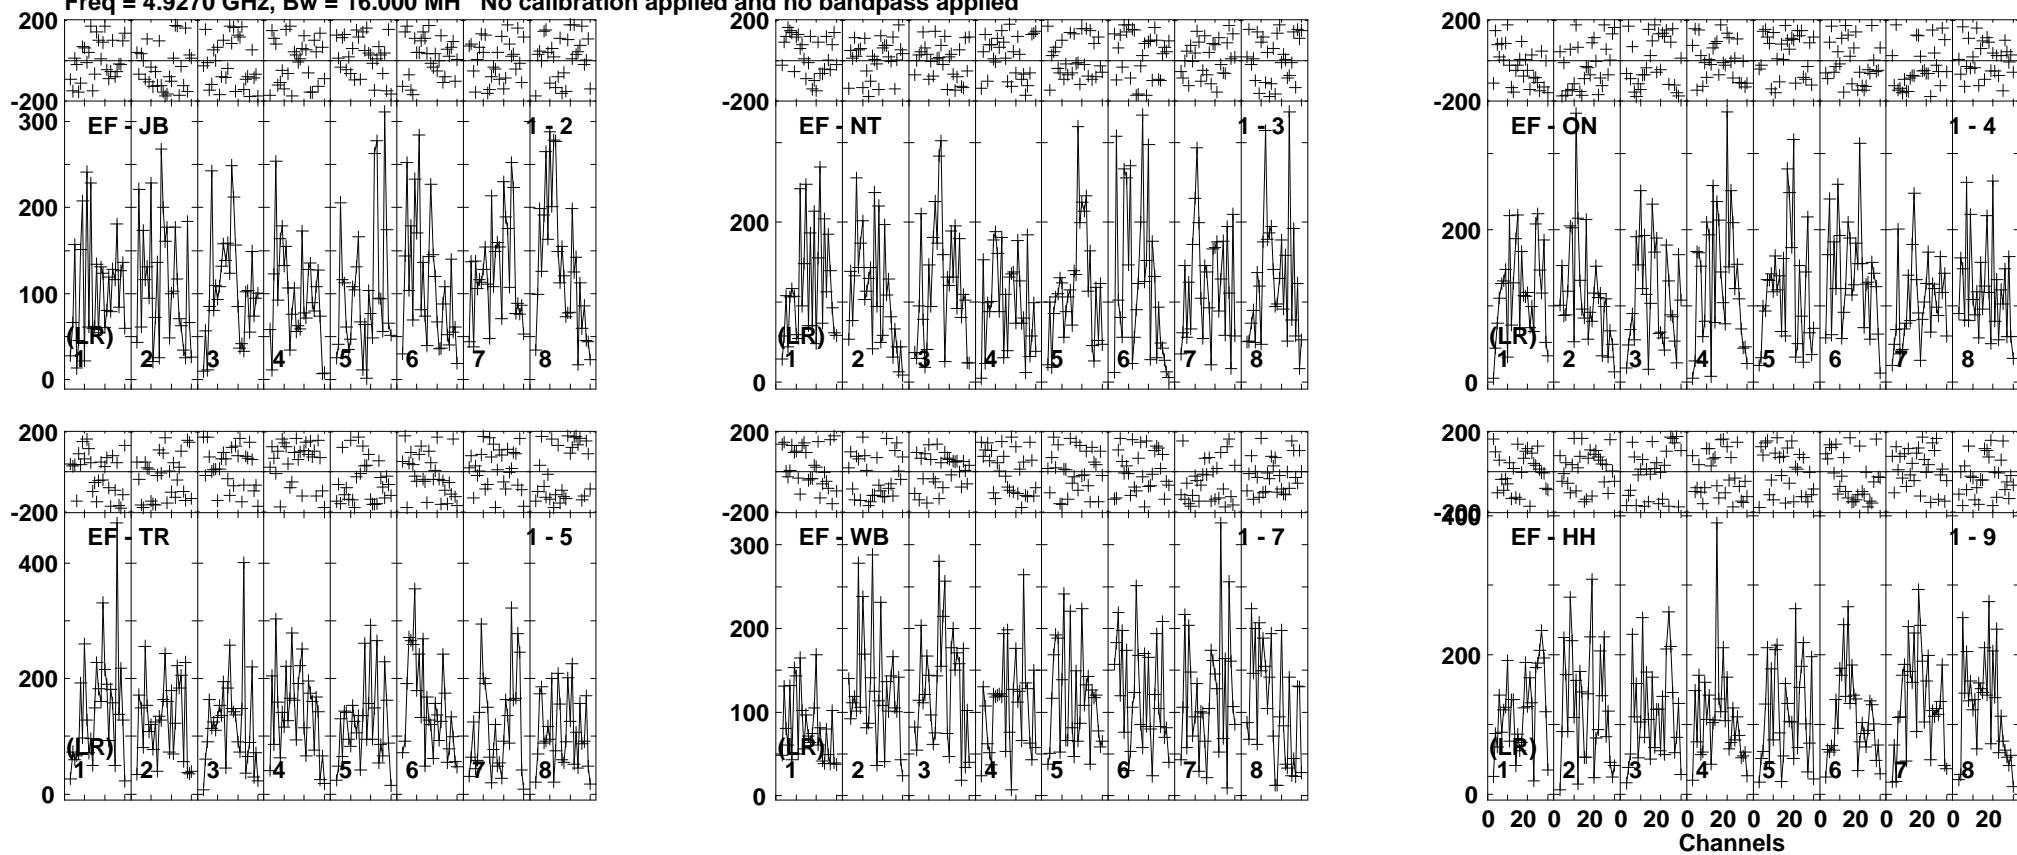 Freq = 4.9270 GHz, Bw = 16.000 MH No calibration applied and no bandpass applied
200 200 200
-200 -200 -200
300
EF - JB 1 - 2 EF - NT 1 - 3 EF - ON 1 - 4
200 200 200
100
(LR) (LR) (LR)
1 2 3 4 5 6 7 8 1 2 3 4 5 6 7 8 1 2 3 4 5 6 7 8
0 0 0
200 200 200
-200 -200 -200
400
EF - TR 1 - 5 EF - WB 1 - 7 EF - HH 1 - 9
400 300
200 200 200
100
(LR) (LR) (LR)
1 2 3 4 5 6 7 8 1 2 3 4 5 6 7 8 1 2 3 4 5 6 7 8
0 0 0
0 20 0 20 0 20 0 20 0 20 0 20 0 20 0 20
Channels